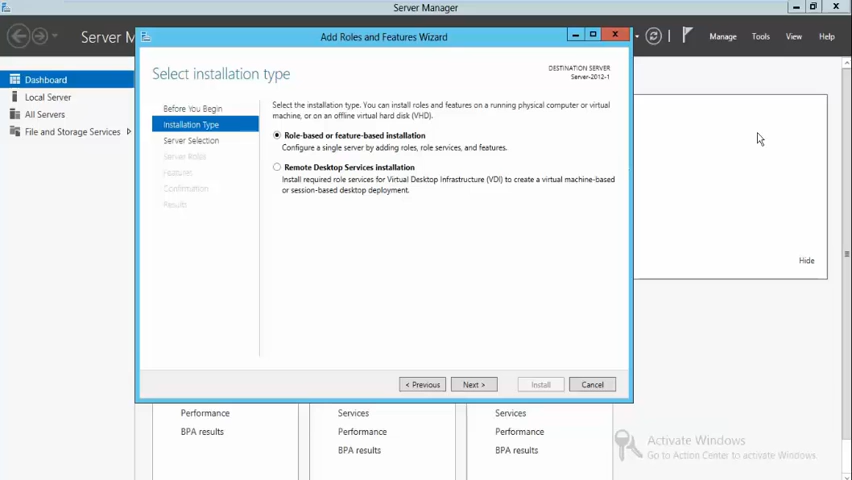 Server Manager
Server M
Manage
Tools
View
Help
Dashboard
Local Server
All Servers
File and Storage Services
Add Roles and Features Wizard
Select installation type
DESTINATION SERVER
Server-2012-1
Before You Begin
Installation Type
Server Selection
Server Roles
Features
Confirmation
Results
Select the installation type. You can install roles and features on a running physical computer or virtual
machine, or on an offline virtual hard disk (VHD).
Role-based or feature-based installation
Configure a single server by adding roles, role services, and features.
Remote Desktop Services installation
Install required role services for Virtual Desktop Infrastructure (VDI) to create a virtual machine-based
or session-based desktop deployment.
< Previous
Next >
Install
Cancel
Hide
Performance
BPA results
Services
Performance
BPA results
Services
Performance
BPA results
Activate Windows
Go to Action Center to activate Windows.